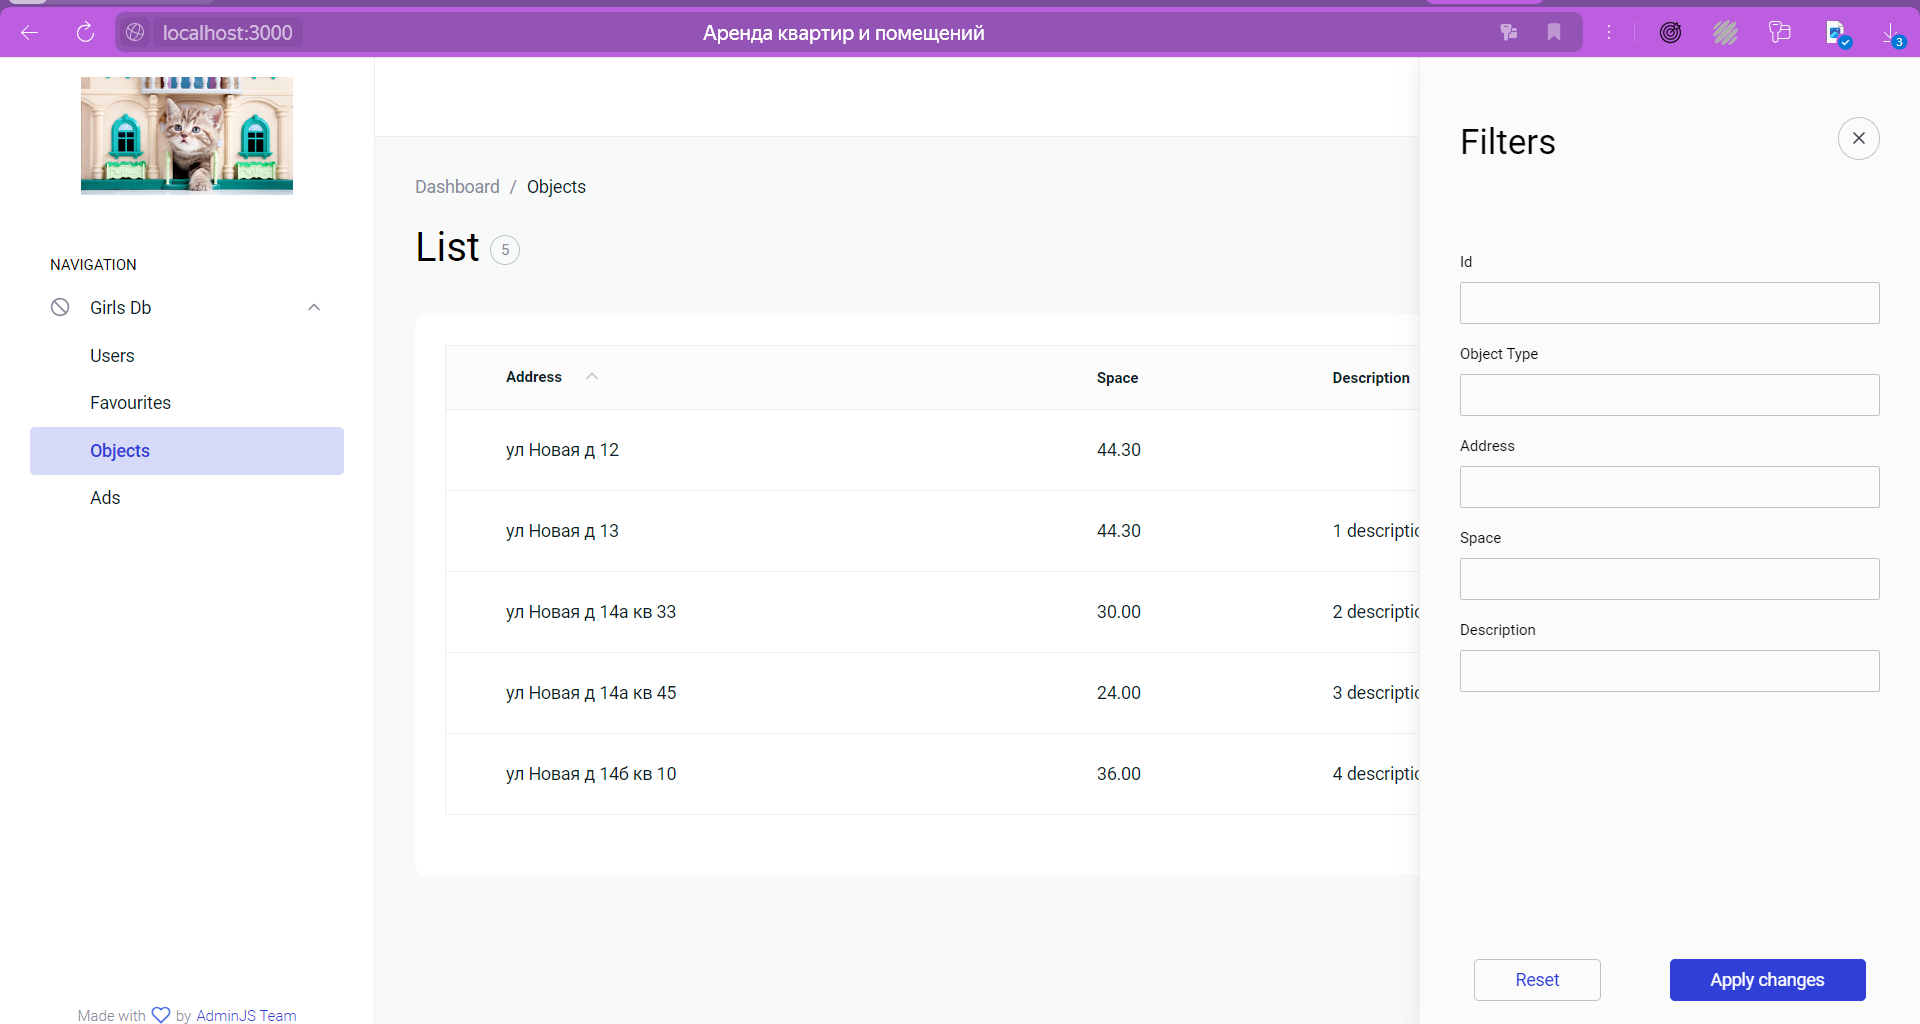 localhost:3000
Аренда квартир и помещений
3
NAVIGATION
Girls Db
Users
Favourites
Objects
Ads
Made with by AdminJS Team
Dashboard / Objects
List 5
Address Space Description
ул Новая д 12 44.30
ул Новая д 13 44.30 1 descriptio
ул Новая д 14а кв 33 30.00 2 descriptio
ул Новая д 14а кв 45 24.00 3 descriptio
ул Новая д 14б кв 10 36.00 4 descriptio
Filters
Id
Object Type
Address
Space
Description
Reset
Apply changes